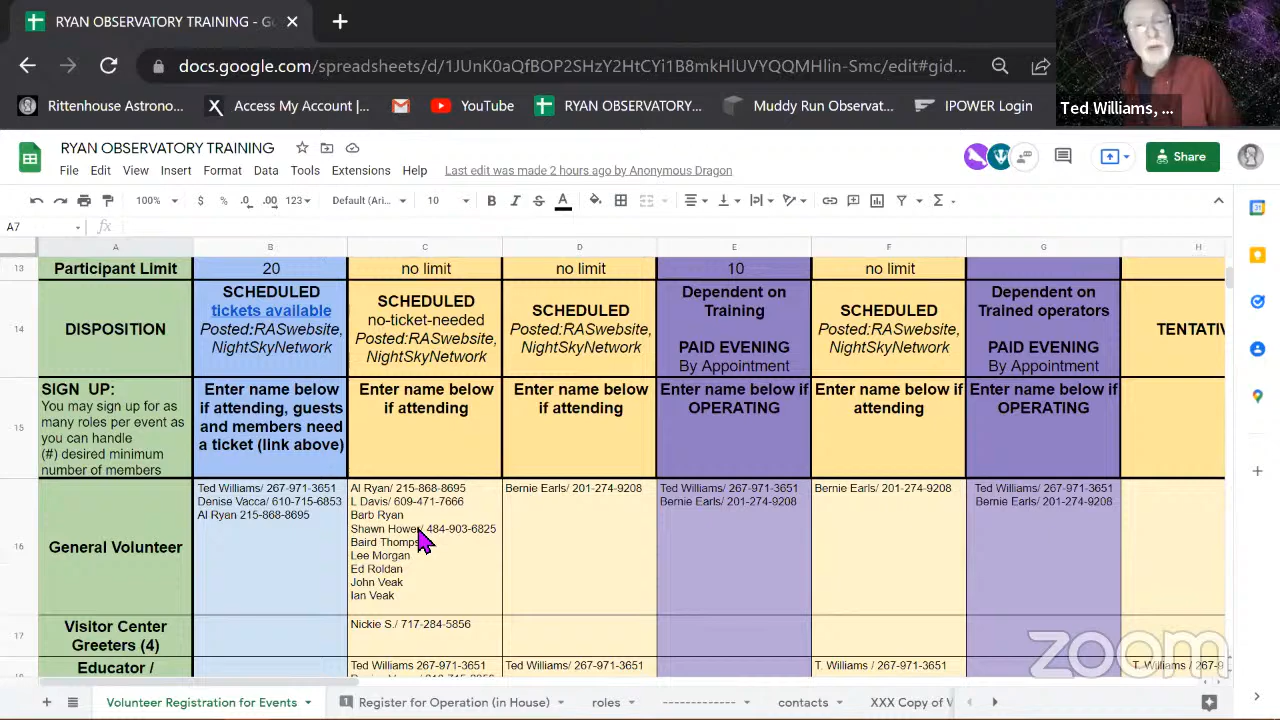 RYAN OBSERVATORY TRAINING - Go
docs.google.com/spreadsheets/d/1JUnK0aQfBOP2SHzY2HtCYi1B8mkHlUVYQQMHlin-Smc/edit#gid...
Rittenhouse Astrono...
Access My Account |...
YouTube
RYAN OBSERVATORY...
Muddy Run Observat...
IPOWER Login
Ted Williams, ...
RYAN OBSERVATORY TRAINING
Share
File Edit View Insert Format Data Tools Extensions Help Last edit was made 2 hours ago by Anonymous Dragon
100% $ % .0 .00 123 Default (Ari... 10 B I S A
A7 fx
A B C D E F G H
13 Participant Limit 20 no limit no limit 10 no limit
14 DISPOSITION
SCHEDULED
tickets available
Posted:RASwebsite,
NightSkyNetwork
SCHEDULED
no-ticket-needed
Posted:RASwebsite,
NightSkyNetwork
SCHEDULED
Posted:RASwebsite,
NightSkyNetwork
Dependent on
Training
PAID EVENING
By Appointment
SCHEDULED
Posted:RASwebsite,
NightSkyNetwork
Dependent on
Trained operators
PAID EVENING
By Appointment
TENTATIV
15
SIGN UP:
You may sign up for as
many roles per event as
you can handle
(#) desired minimum
number of members
Enter name below
if attending, guests
and members need
a ticket (link above)
Enter name below
if attending
Enter name below
if attending
Enter name below if
OPERATING
Enter name below if
attending
Enter name below if
OPERATING
16 General Volunteer
Ted Williams/ 267-971-3651
Denise Vacca/ 610-715-6853
Al Ryan 215-868-8695
Al Ryan/ 215-868-8695
L Davis/ 609-471-7666
Barb Ryan
Shawn Howe/ 484-903-6825
Baird Thomps
Lee Morgan
Ed Roldan
John Veak
Ian Veak
Bernie Earls/ 201-274-9208
Ted Williams/ 267-971-3651
Bernie Earls/ 201-274-9208
Bernie Earls/ 201-274-9208
Ted Williams/ 267-971-3651
Bernie Earls/ 201-274-9208
17
Visitor Center
Greeters (4)
Nickie S./ 717-284-5856
Educator /
Ted Williams 267-971-3651
Ted Williams/ 267-971-3651
T. Williams / 267-971-3651
T. Williams / 267-9
zoom
Volunteer Registration for Events
1 Register for Operation (in House)
roles
-------------
contacts
XXX Copy of V